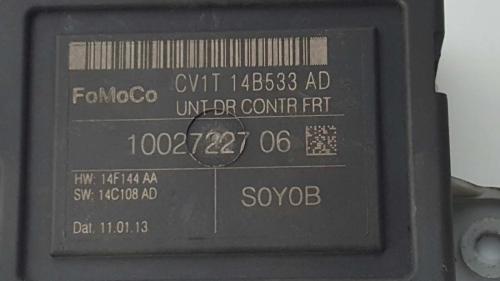 FoMoCo
CV1T 14B533 AD
UNT DR CONTR FRT
10027227 06
HW: 14F144 AA
SW: 14C108 AD
S0Y0B
Dat. 11.01.13